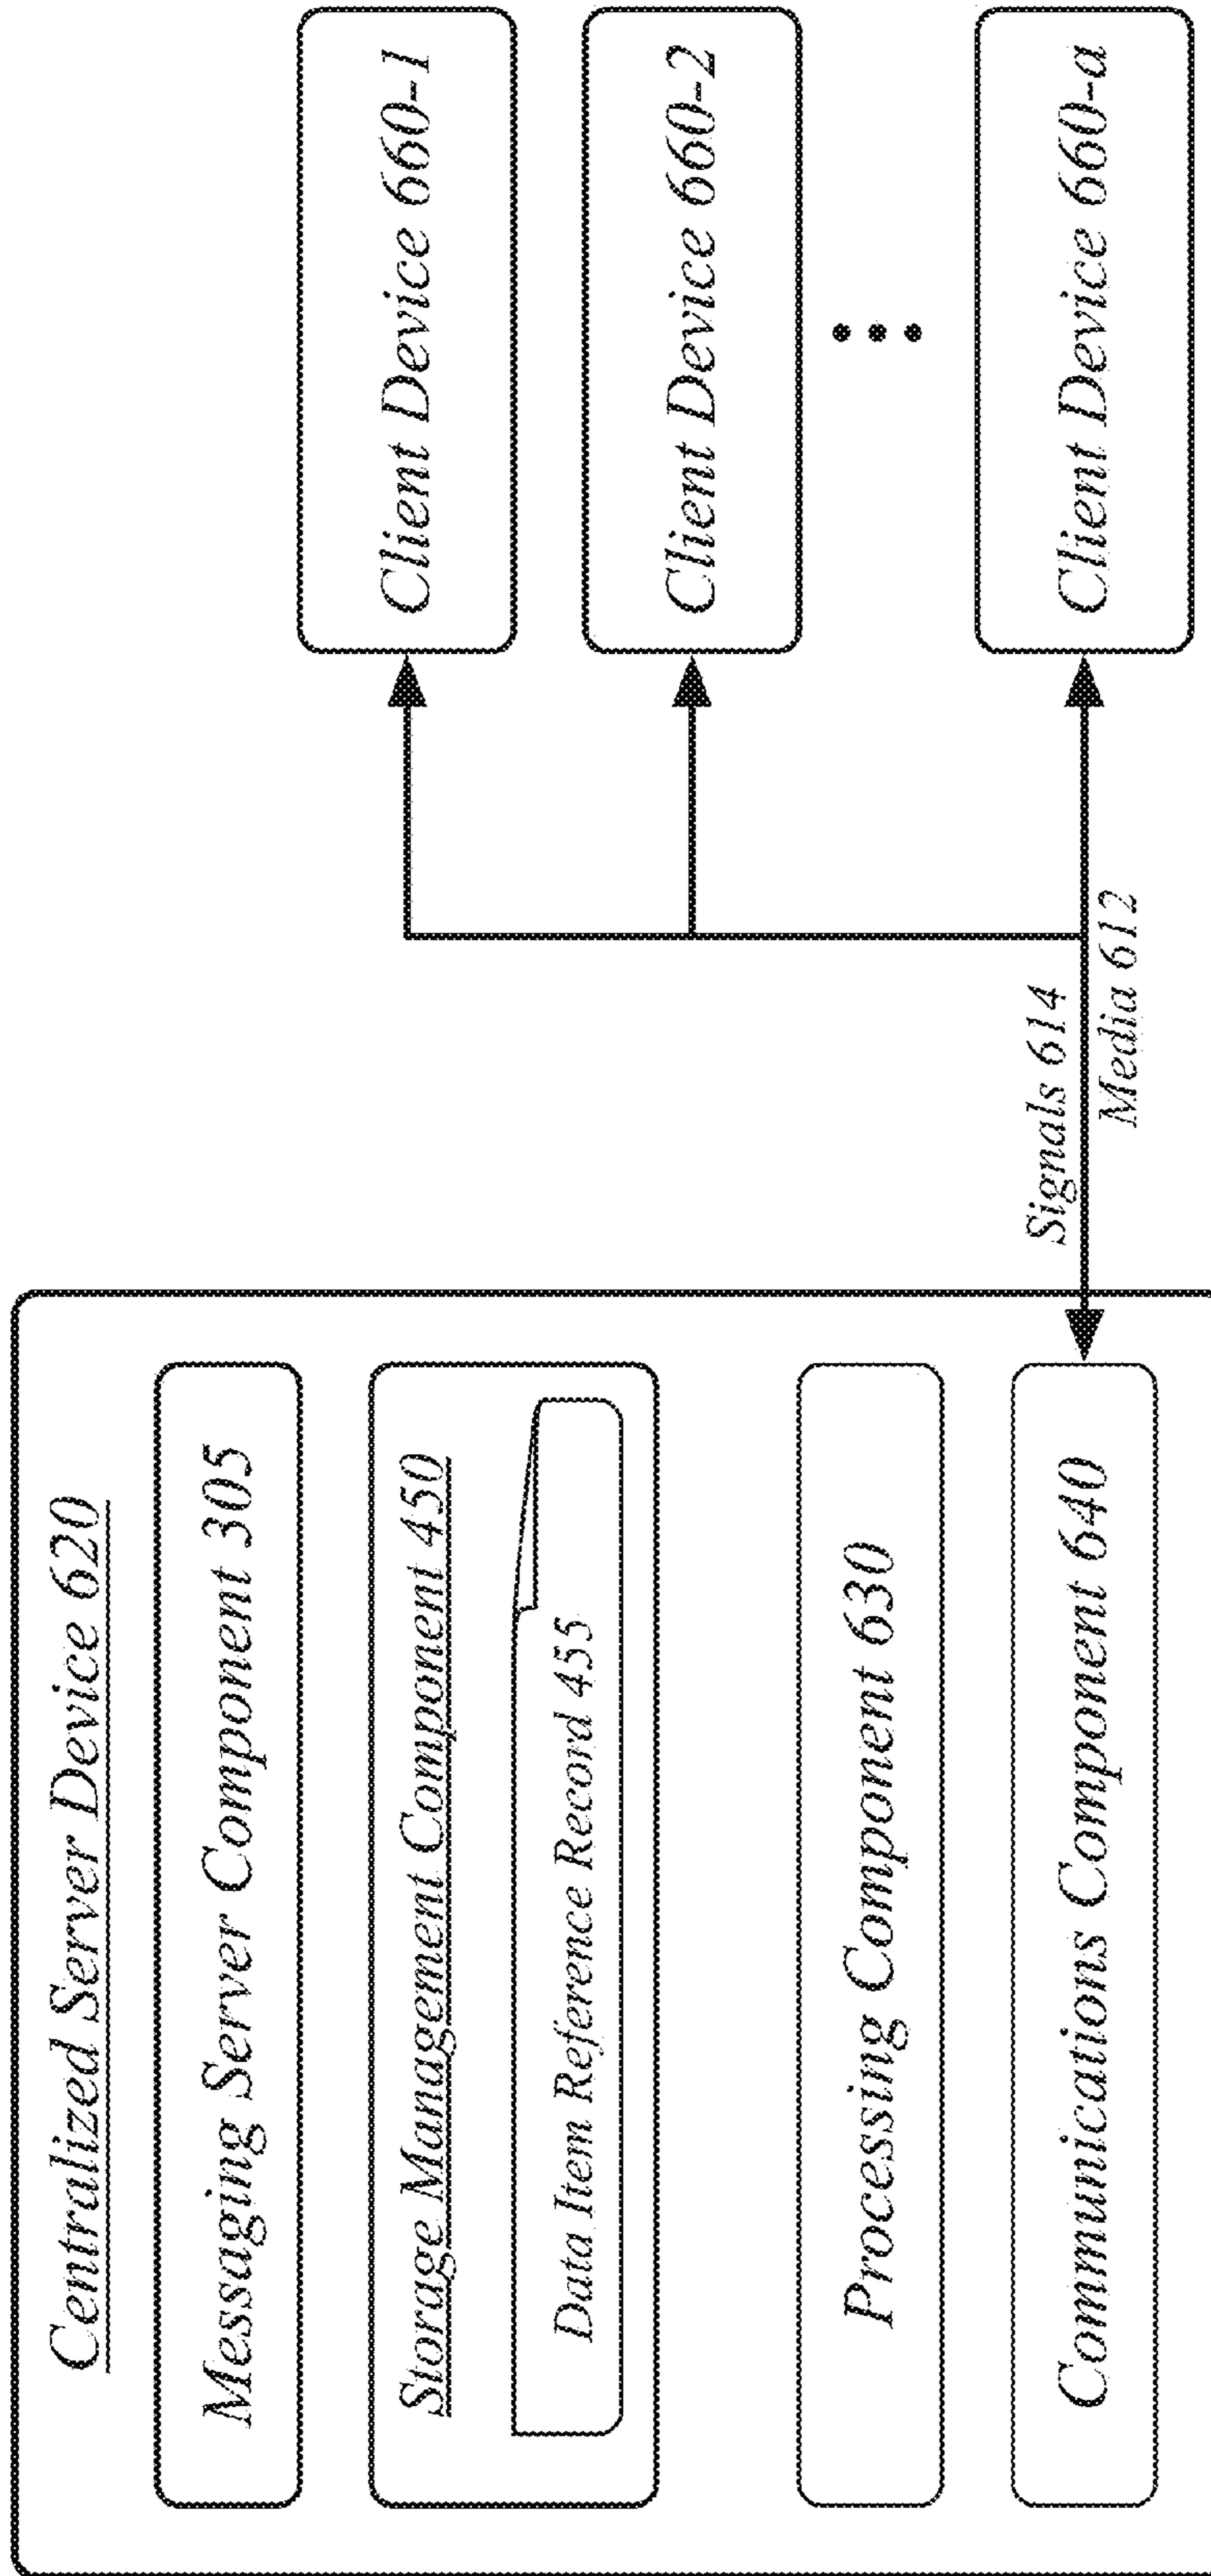 Centralized Server Device 620
Messaging Server Component 305
Storage Management Component 450
Data Item Reference Record 455
Processing Component 630
Communications Component 640
Signals 614
Media 612
Client Device 660-1
Client Device 660-2
Client Device 660-a